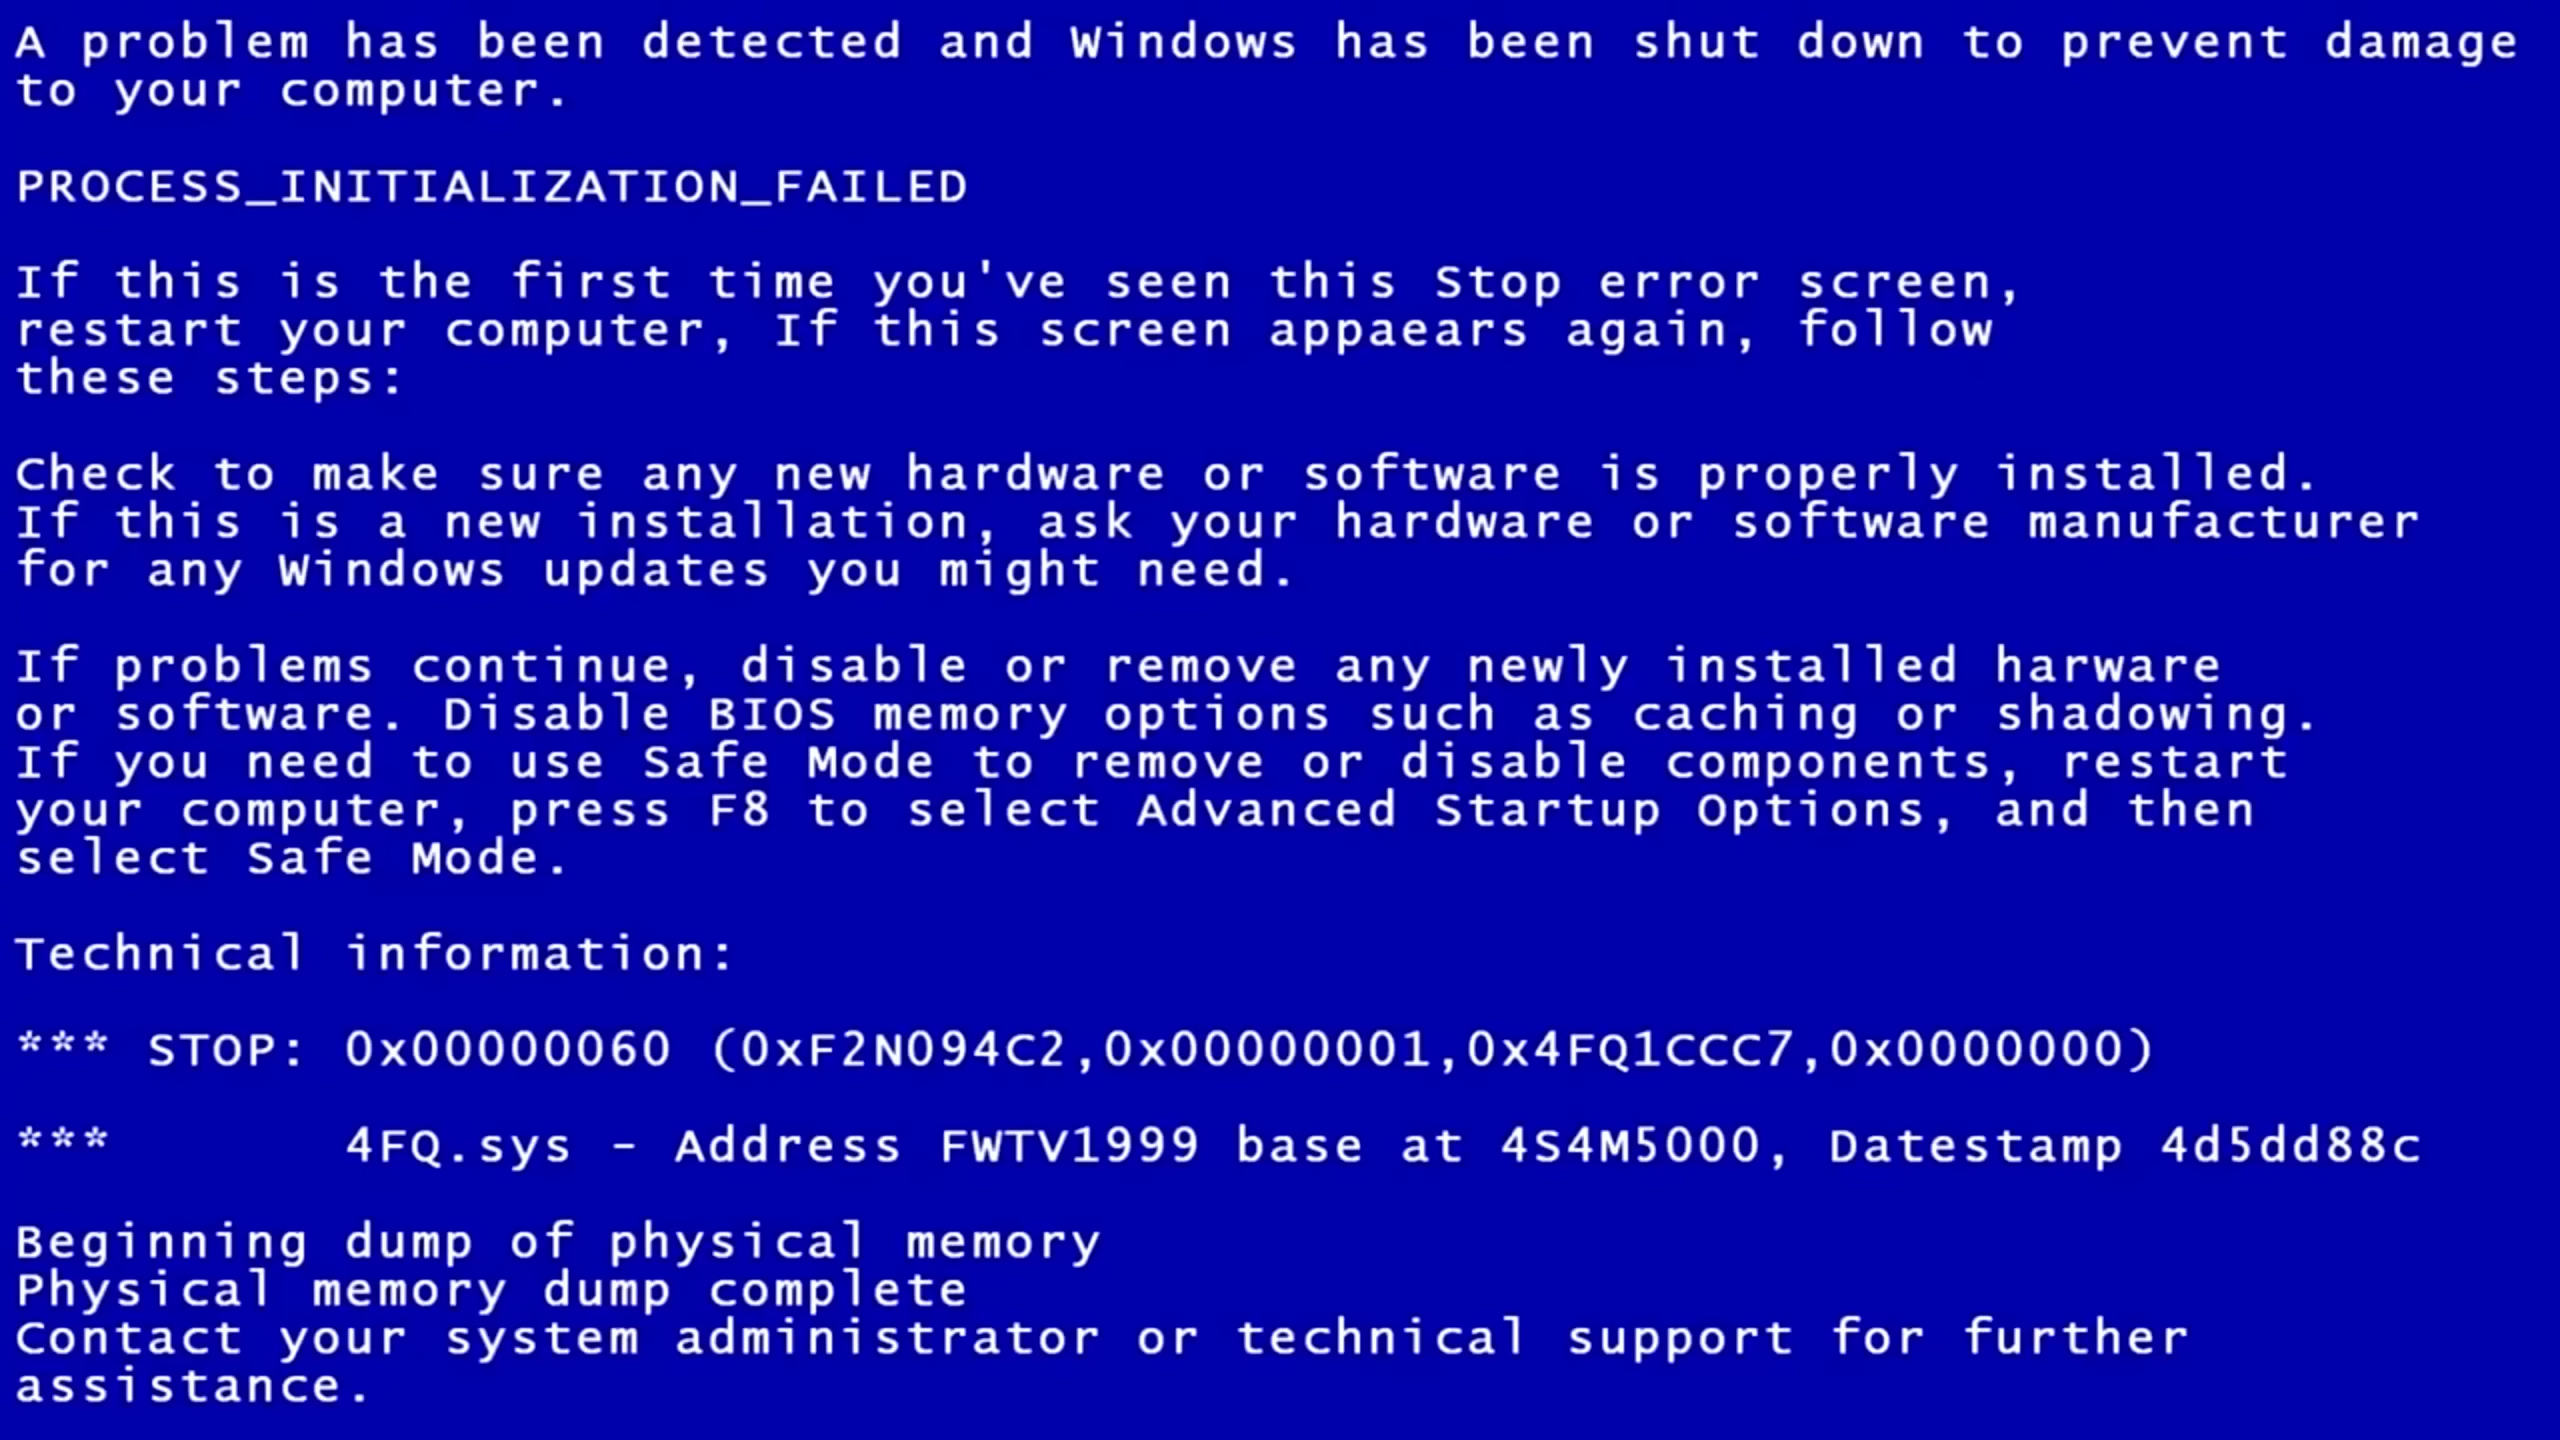 A problem has been detected and Windows has been shut down to prevent damage
to your computer.
PROCESS_INITIALIZATION_FAILED
If this is the first time you've seen this Stop error screen,
restart your computer, If this screen appaears again, follow
these steps:
Check to make sure any new hardware or software is properly installed.
If this is a new installation, ask your hardware or software manufacturer
for any Windows updates you might need.
If problems continue, disable or remove any newly installed harware
or software. Disable BIOS memory options such as caching or shadowing.
If you need to use Safe Mode to remove or disable components, restart
your computer, press F8 to select Advanced Startup Options, and then
select Safe Mode.
Technical information:
*** STOP: 0x00000060 (0xF2N094C2,0x00000001,0x4FQ1CCC7,0x0000000)
*** 4FQ.sys - Address FWTV1999 base at 4S4M5000, Datestamp 4d5dd88c
Beginning dump of physical memory
Physical memory dump complete
Contact your system administrator or technical support for further
assistance.